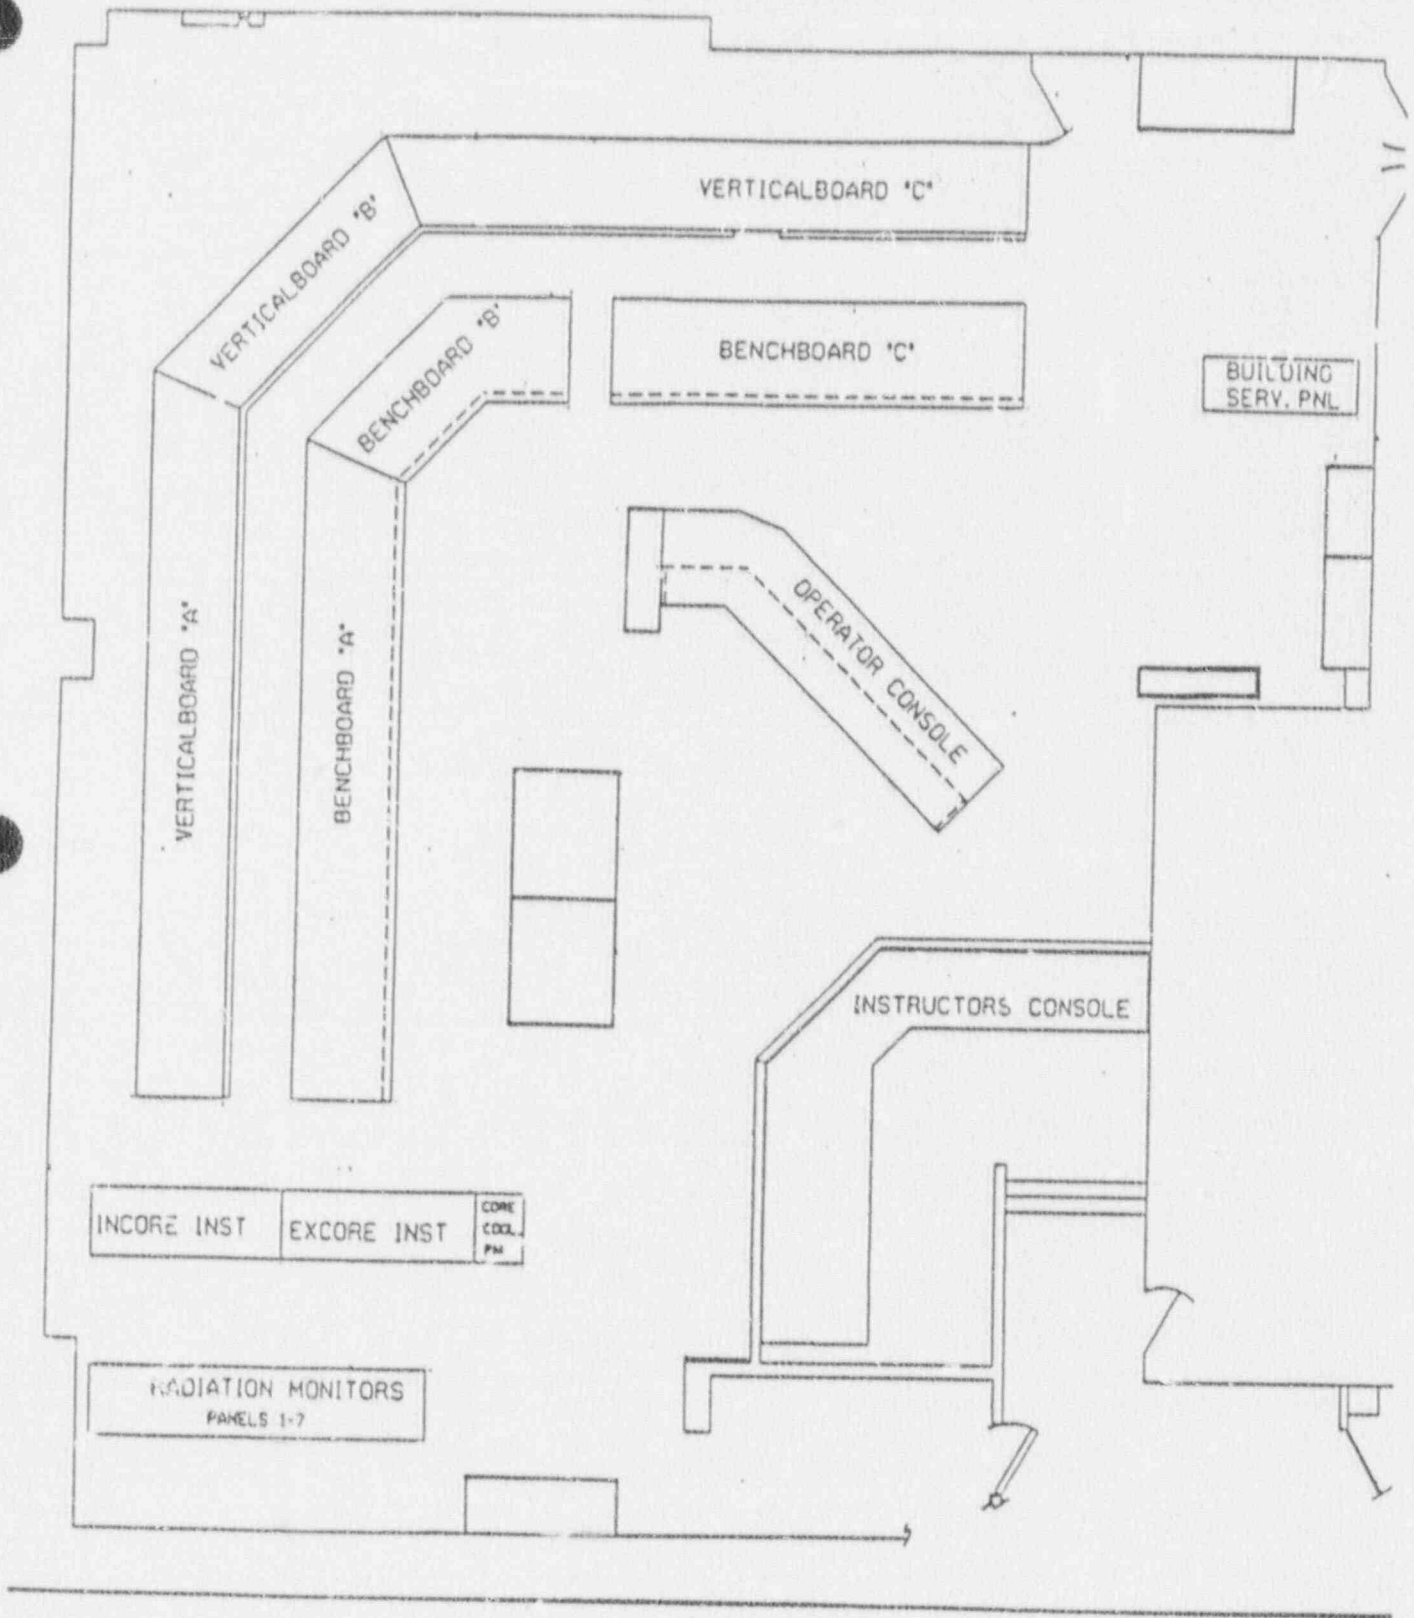 VERTICALBOARD "C"
VERTICALBOARD "B"
BENCHBOARD "B"
BENCHBOARD "C"
BUILDING
SERV. PNL
OPERATOR CONSOLE
VERTICALBOARD "A"
BENCHBOARD "A"
INSTRUCTORS CONSOLE
INCORE INST
EXCORE INST
CORE
COOL.
PM
RADIATION MONITORS
PANELS 1-7